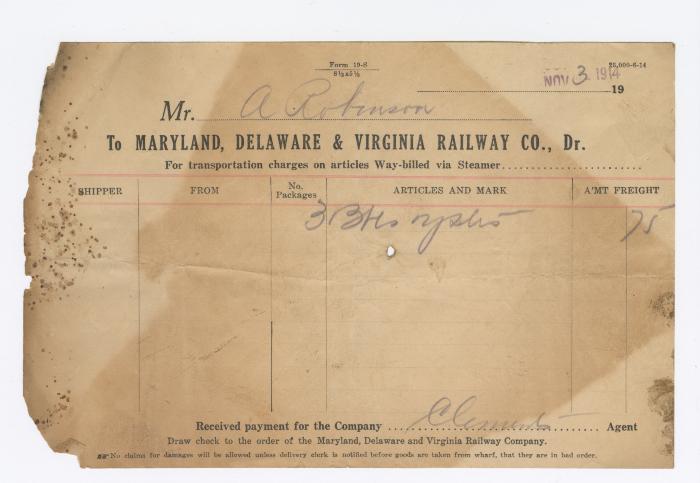 Form 19-S
8½x5½
25,000-6-14
NOV 3 1914
19
Mr. A Robinson
To MARYLAND, DELAWARE & VIRGINIA RAILWAY CO., Dr.
For transportation charges on articles Way-billed via Steamer
SHIPPER FROM No. Packages ARTICLES AND MARK A'MT FREIGHT
3 75
Received payment for the Company Clements Agent
Draw check to the order of the Maryland, Delaware and Virginia Railway Company.
No claims for damages will be allowed unless delivery clerk is notified before goods are taken from wharf, that they are in bad order.